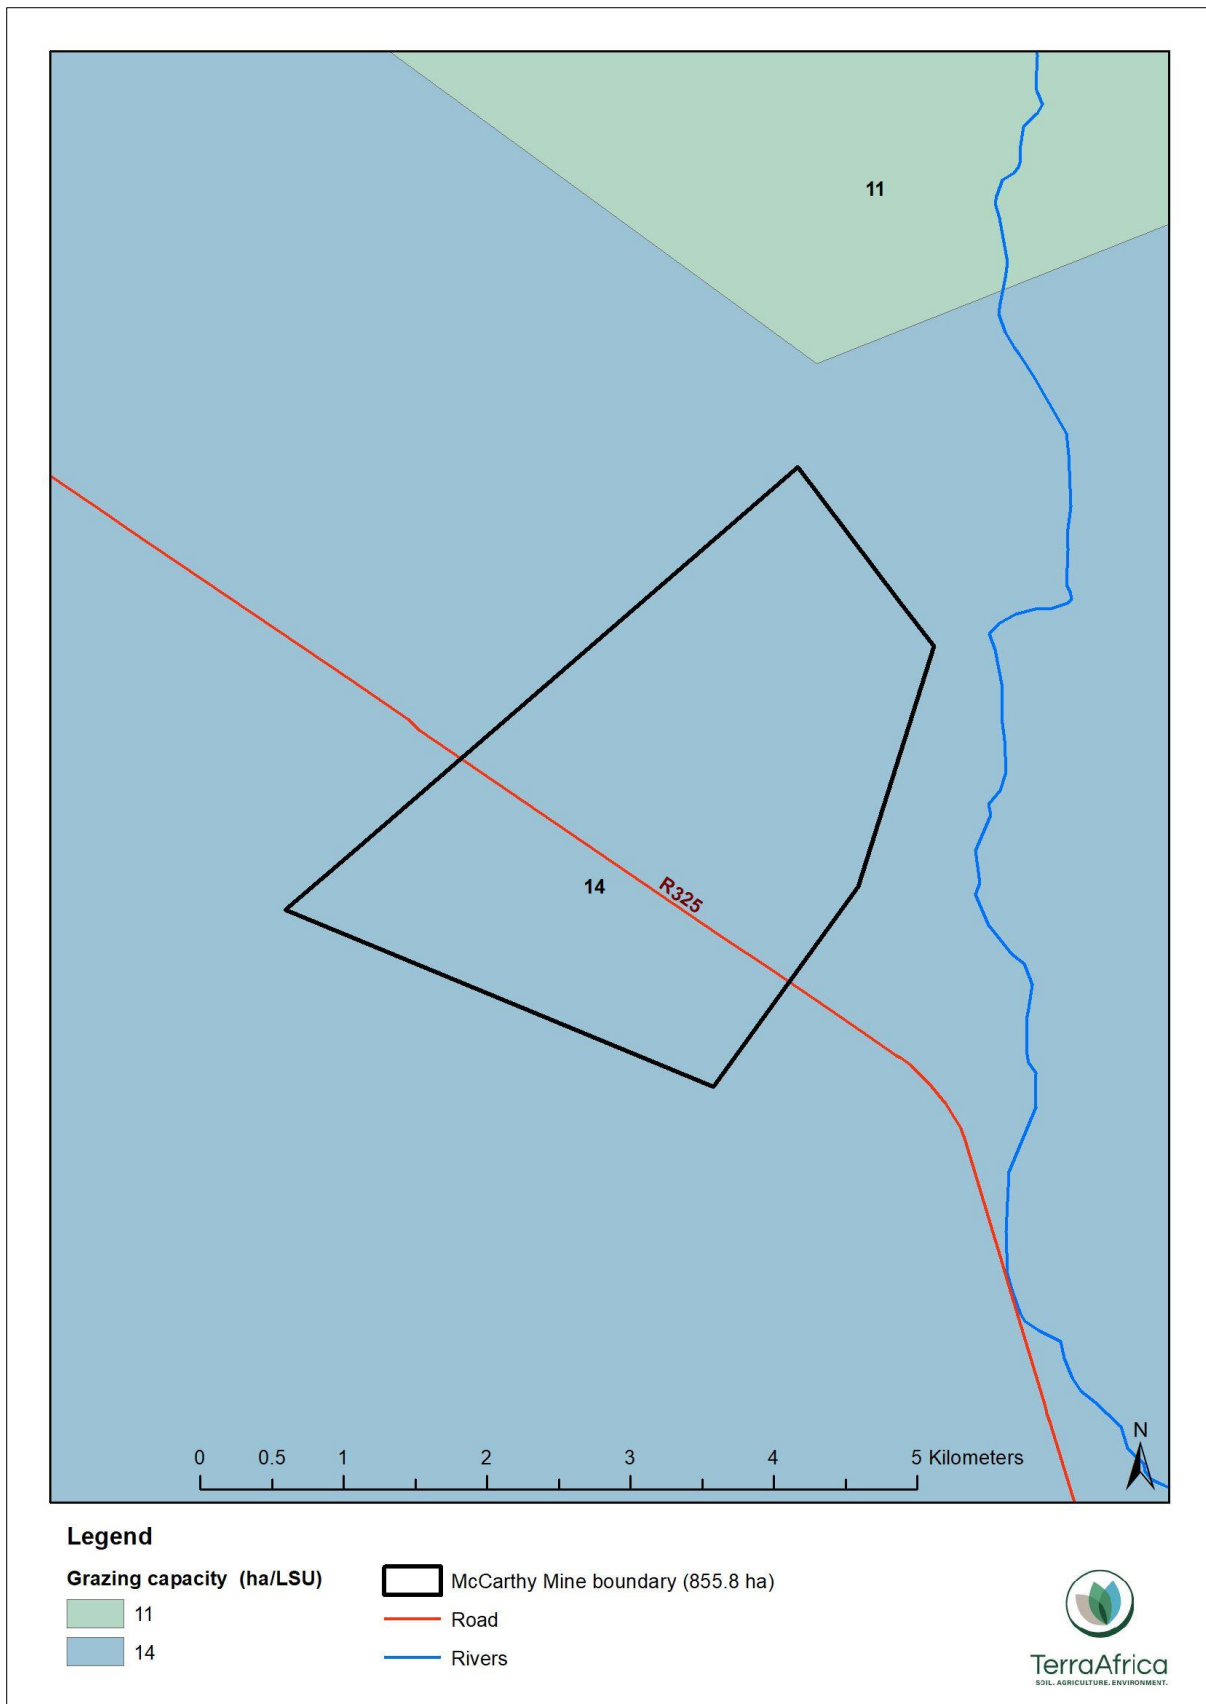 11
14
R325
0 0.5 1 2 3 4 5 Kilometers
N
Legend
Grazing capacity (ha/LSU)
11
14
McCarthy Mine boundary (855.8 ha)
Road
Rivers
TerraAfrica
SOIL. AGRICULTURE. ENVIRONMENT.